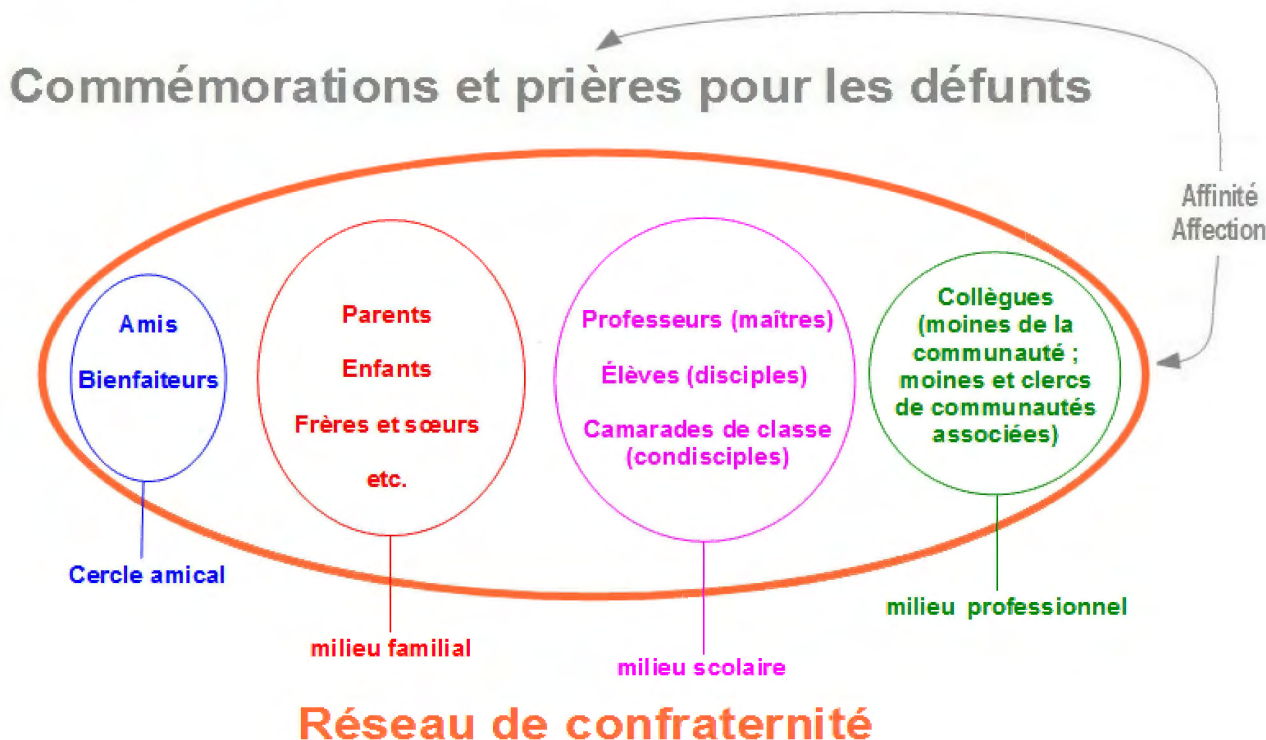 Commémorations et prières pour les défunts
Affinité
Affection
Amis
Bienfaiteurs
Cercle amical
Parents
Enfants
Frères et sœurs
etc.
milieu familial
Professeurs (maîtres)
Élèves (disciples)
Camarades de classe
(condisciples)
milieu scolaire
Collègues
(moines de la
communauté ;
moines et clercs
de communautés
associées)
milieu professionnel
Réseau de confraternité